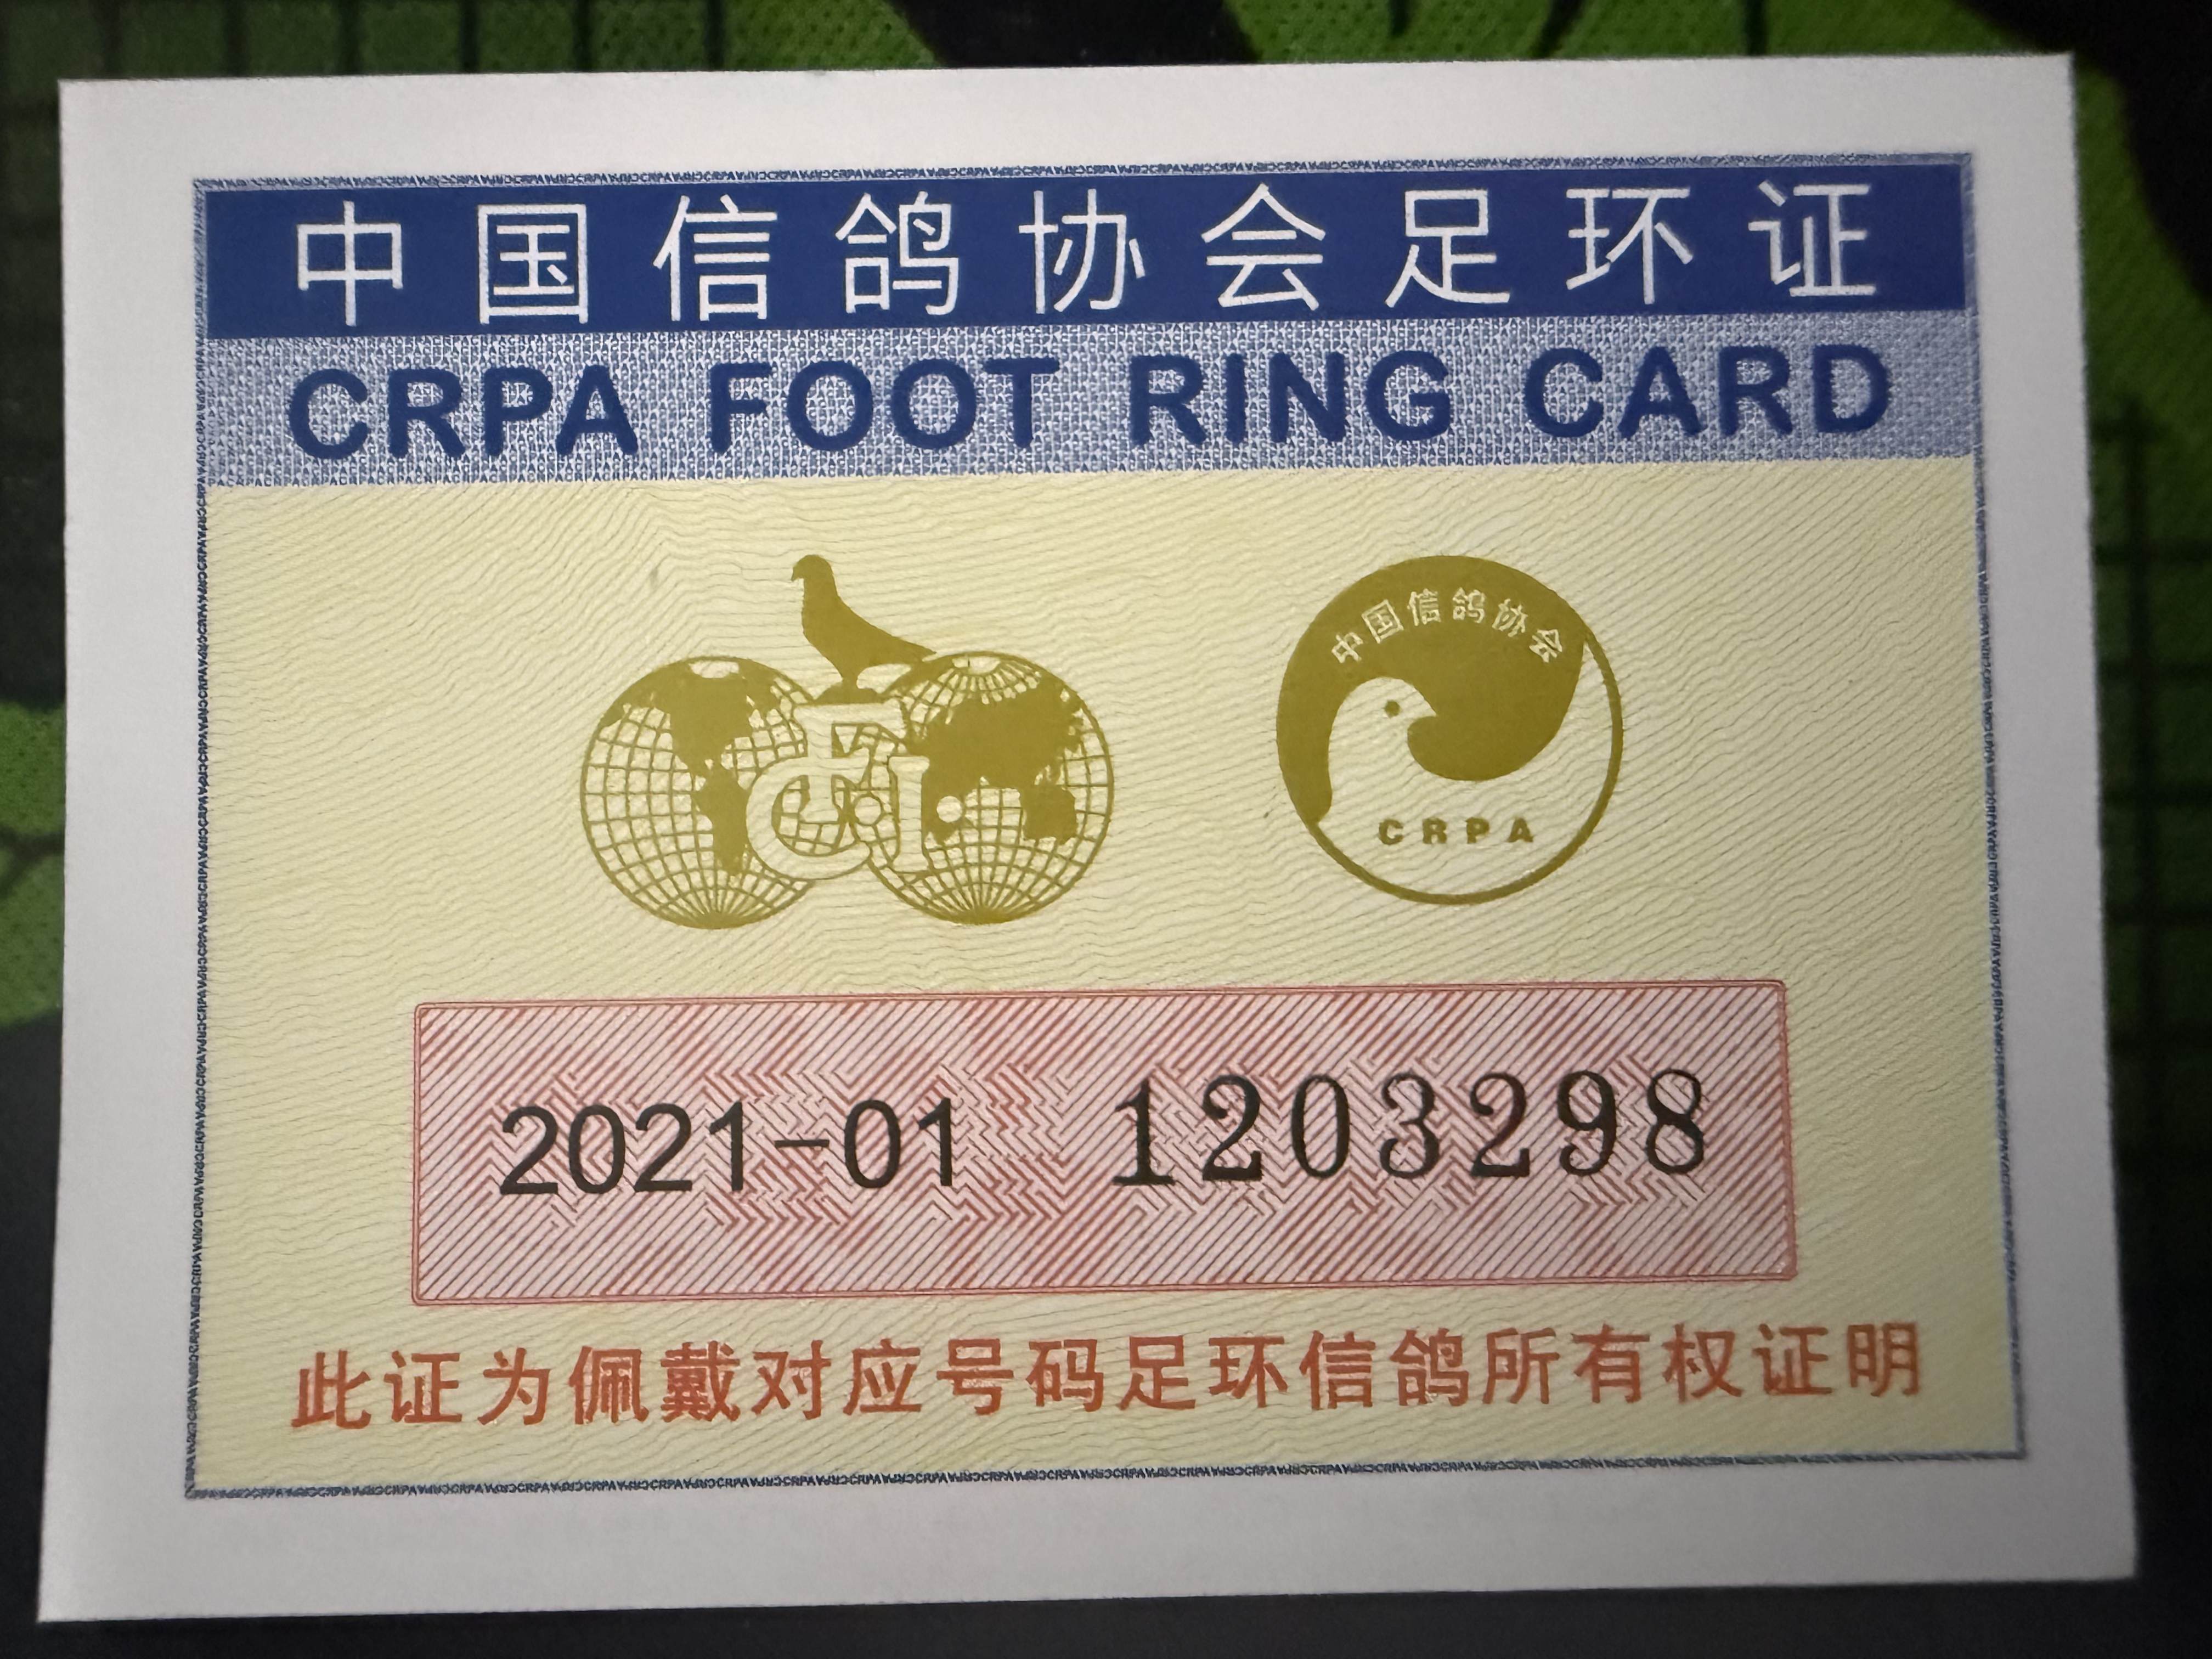 中国信鸽协会足环证
CRPA FOOT RING CARD
FCI
中国信鸽协会
CRPA
2021-01 1203298
此证为佩戴对应号码足环信鸽所有权证明